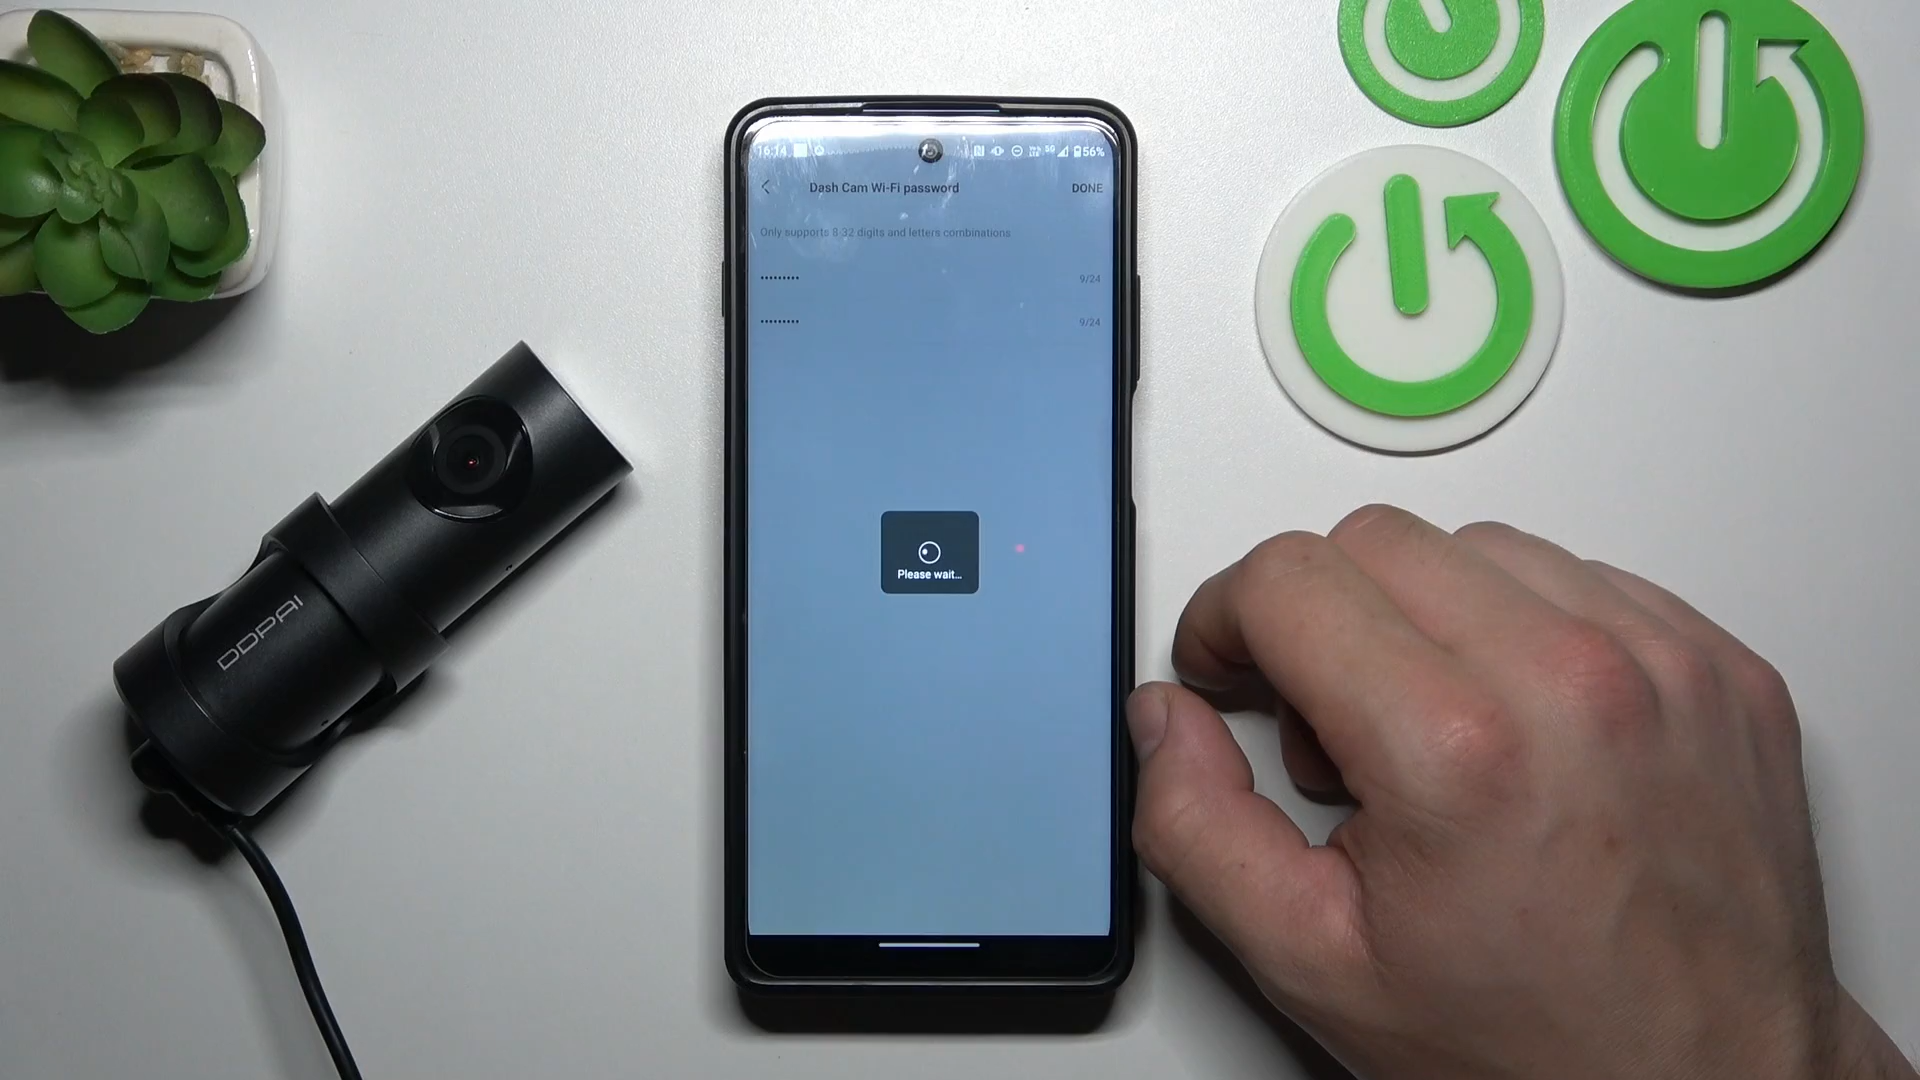 16:14 5G 56%
Dash Cam Wi-Fi password DONE
Only supports 8-32 digits and letters combinations
••••••••• 9/24
••••••••• 9/24
Please wait...
DDPAI